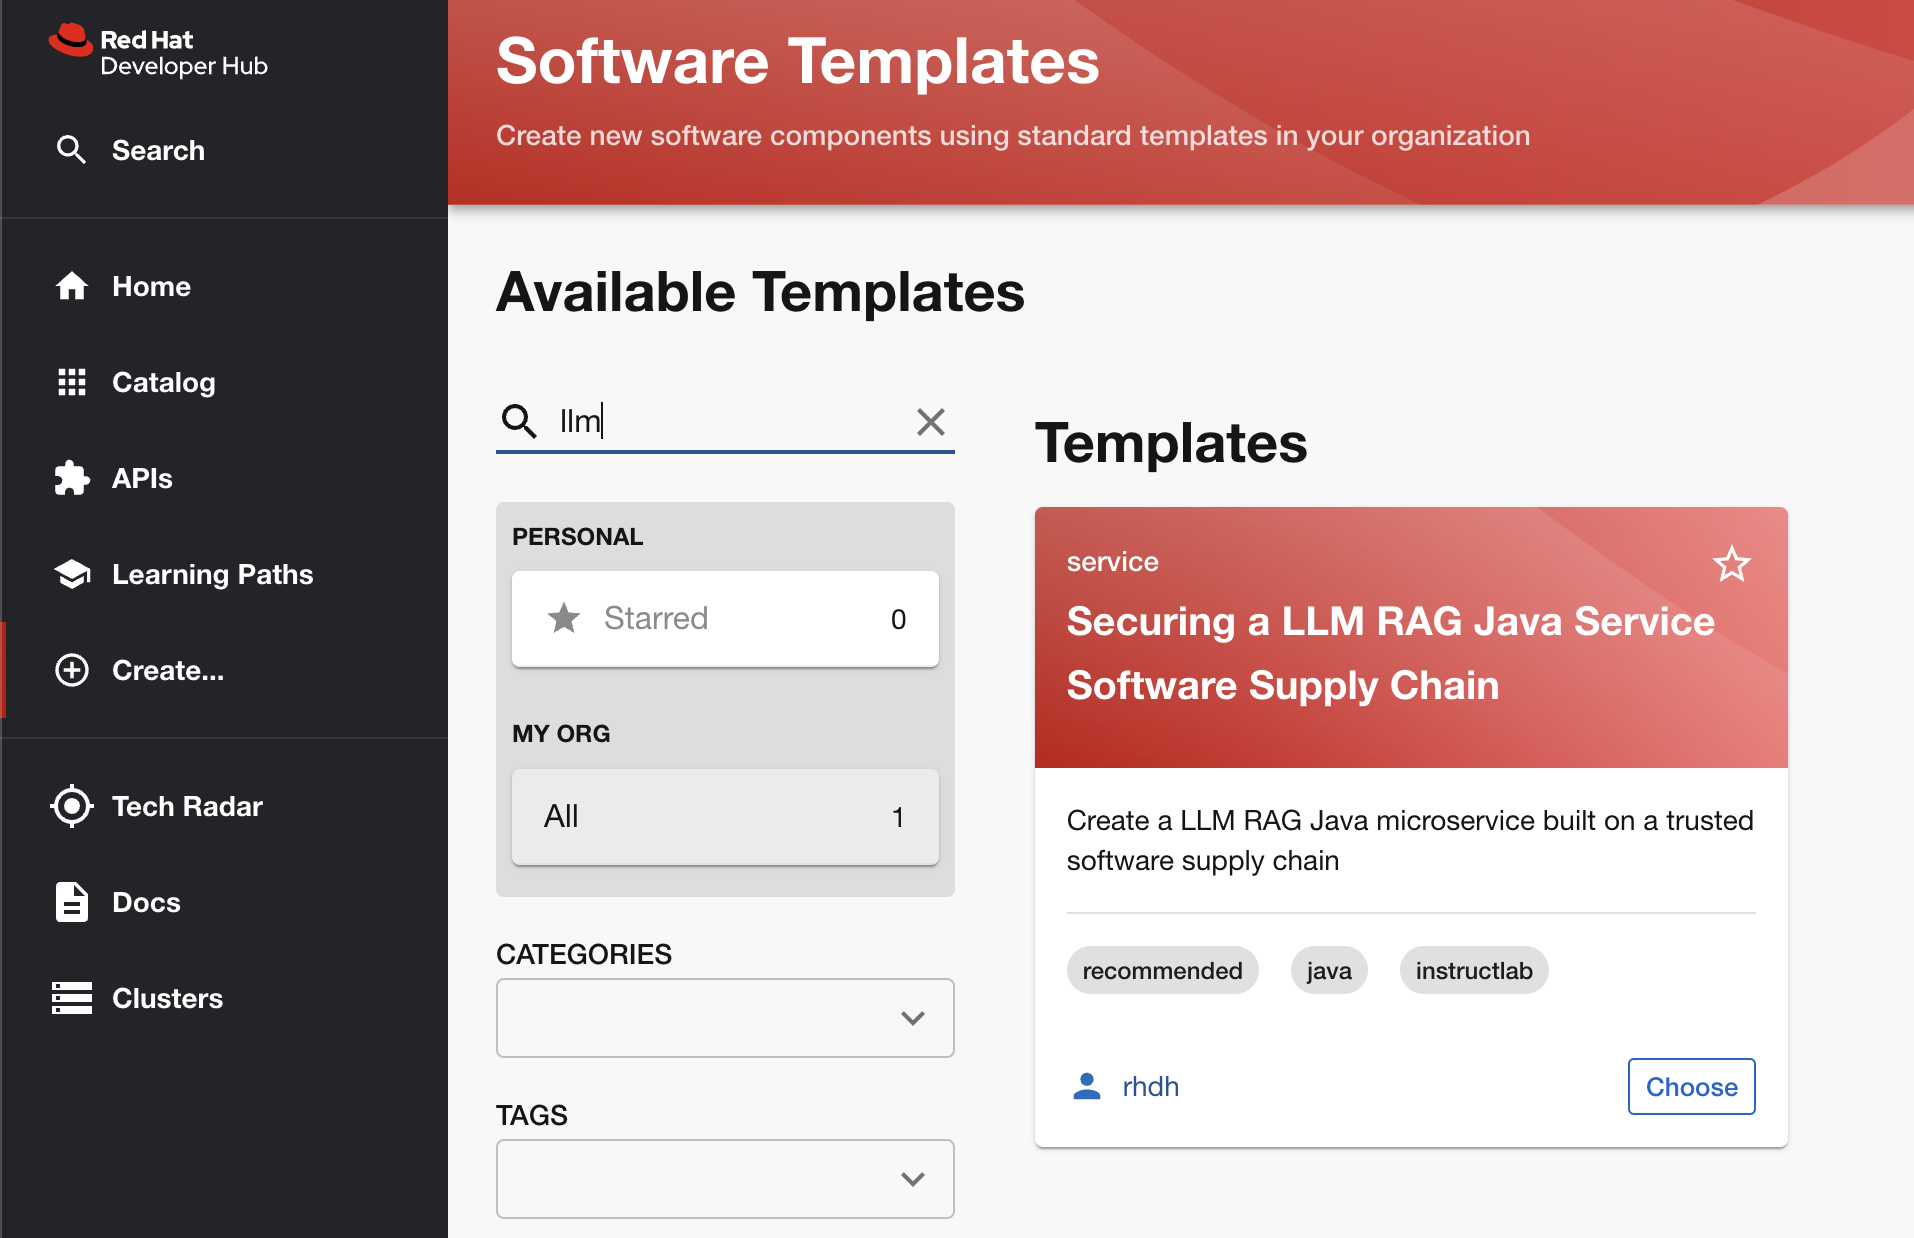 Red Hat
Developer Hub
Search
Home
Catalog
APIs
Learning Paths
Create...
Tech Radar
Docs
Clusters
Software Templates
Create new software components using standard templates in your organization
Available Templates
llm
PERSONAL
Starred 0
MY ORG
All 1
CATEGORIES
TAGS
Templates
service
Securing a LLM RAG Java Service
Software Supply Chain
Create a LLM RAG Java microservice built on a trusted
software supply chain
recommended java instructlab
rhdh Choose